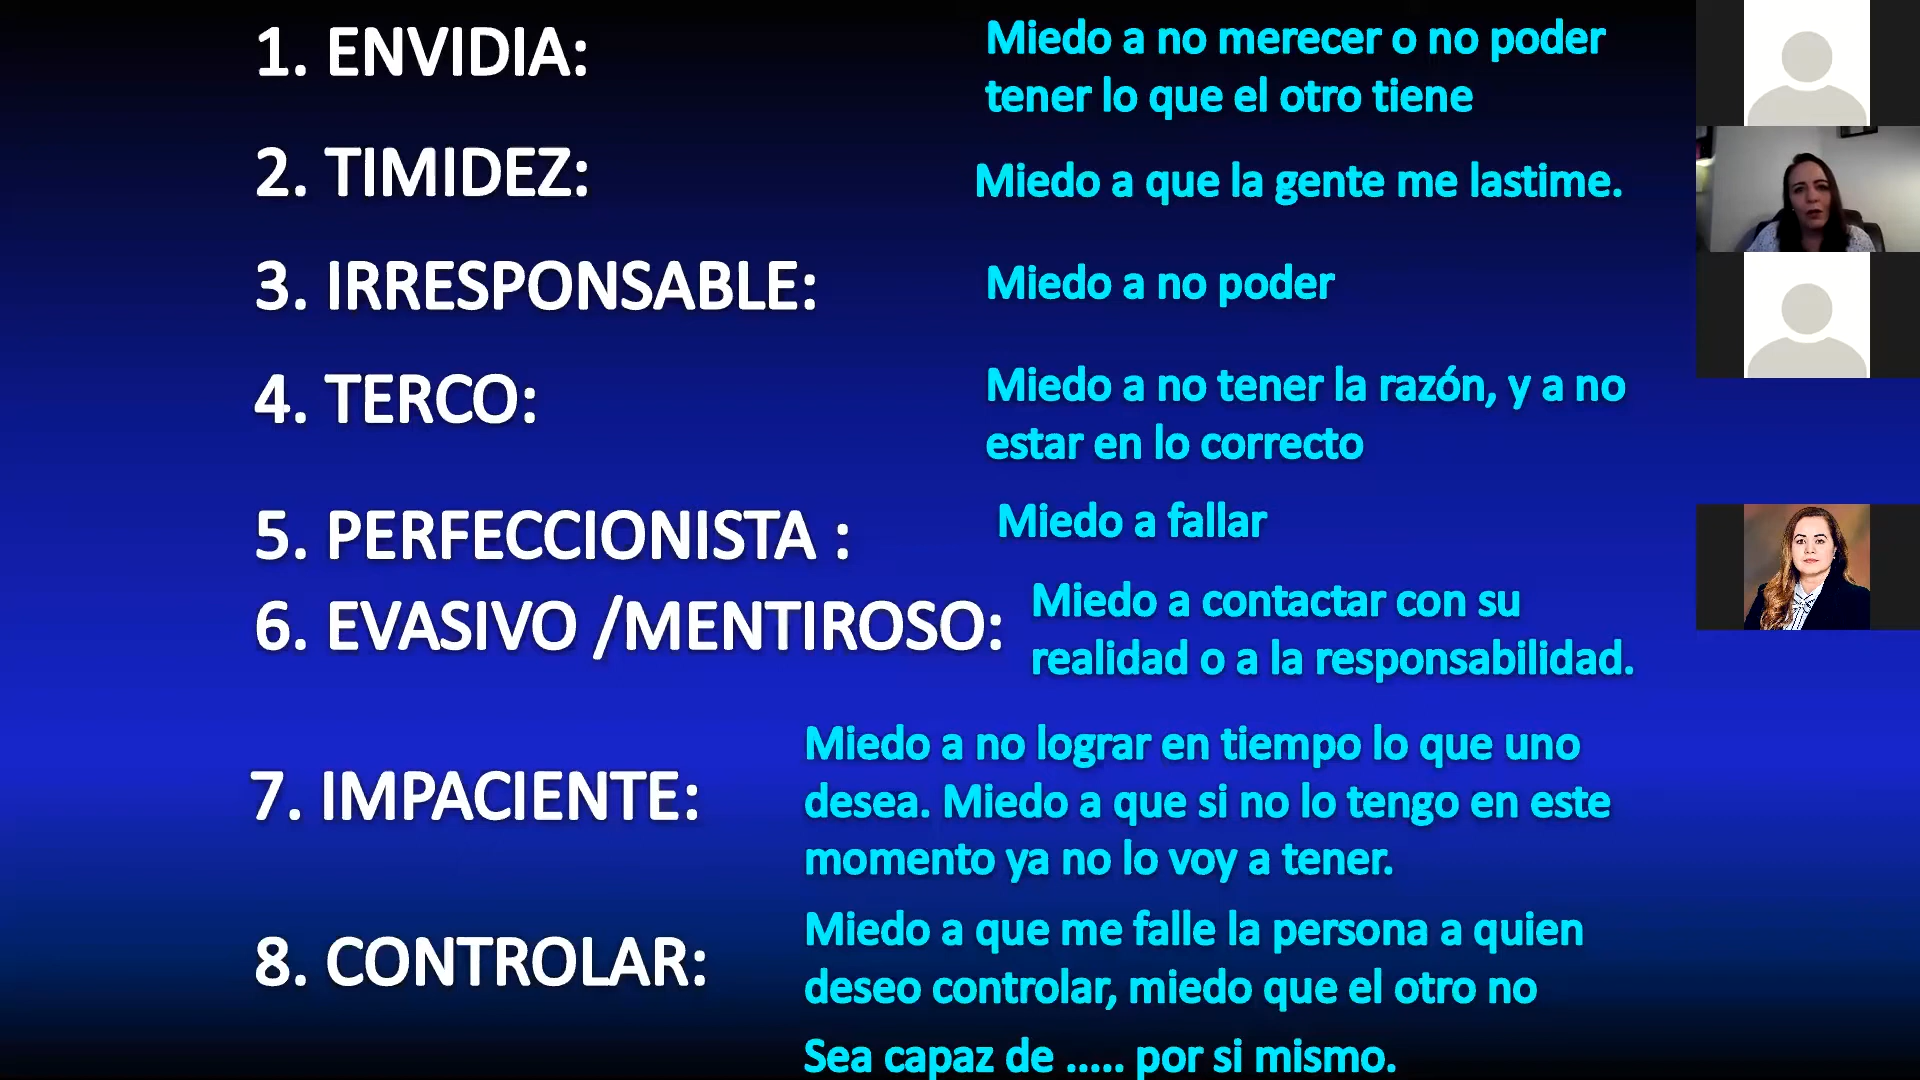 1. ENVIDIA:
Miedo a no merecer o no poder
tener lo que el otro tiene
2. TIMIDEZ:
Miedo a que la gente me lastime.
3. IRRESPONSABLE:
Miedo a no poder
4. TERCO:
Miedo a no tener la razón, y a no
estar en lo correcto
5. PERFECCIONISTA :
Miedo a fallar
6. EVASIVO /MENTIROSO:
Miedo a contactar con su
realidad o a la responsabilidad.
7. IMPACIENTE:
Miedo a no lograr en tiempo lo que uno
desea. Miedo a que si no lo tengo en este
momento ya no lo voy a tener.
8. CONTROLAR:
Miedo a que me falle la persona a quien
deseo controlar, miedo que el otro no
Sea capaz de ..... por si mismo.